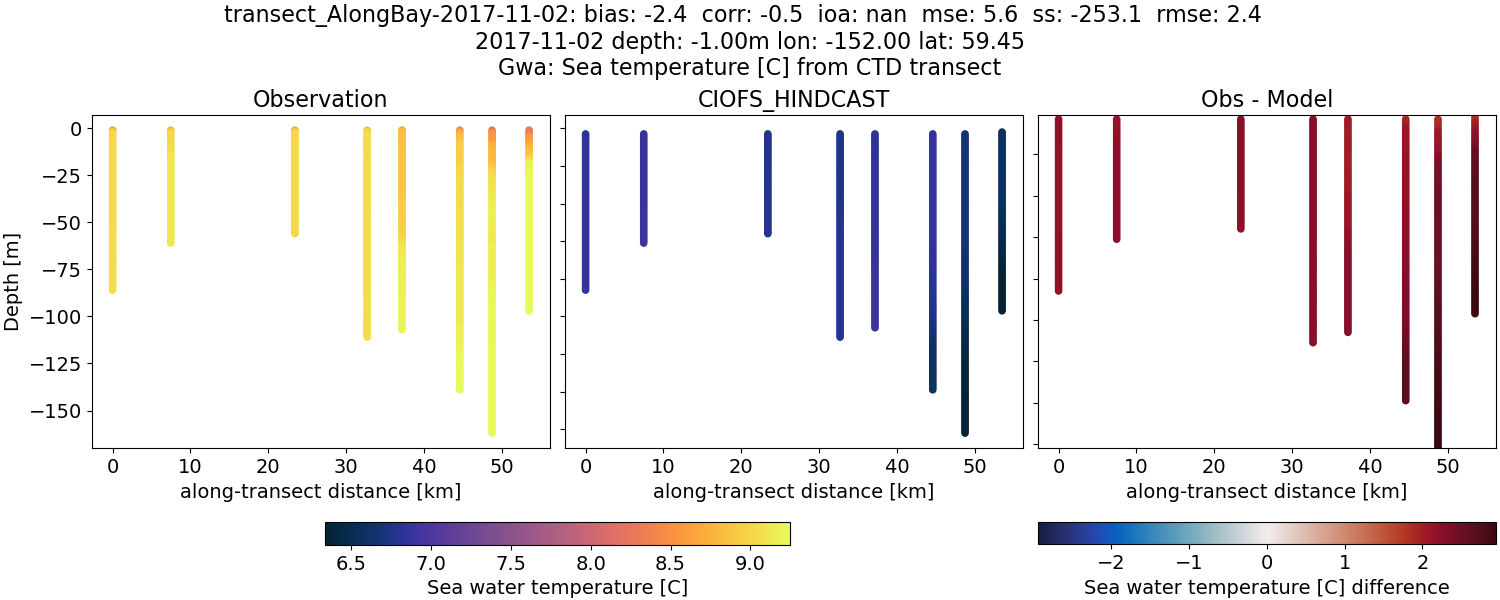 transect_AlongBay-2017-11-02: bias: -2.4  corr: -0.5  ioa: nan  mse: 5.6  ss: -253.1  rmse: 2.4
2017-11-02 depth: -1.00m lon: -152.00 lat: 59.45
Gwa: Sea temperature [C] from CTD transect
Observation
CIOFS_HINDCAST
Obs - Model
Depth [m]
0
−25
−50
−75
−100
−125
−150
0 10 20 30 40 50
0 10 20 30 40 50
0 10 20 30 40 50
along-transect distance [km]
along-transect distance [km]
along-transect distance [km]
6.5 7.0 7.5 8.0 8.5 9.0
Sea water temperature [C]
−2 −1 0 1 2
Sea water temperature [C] difference